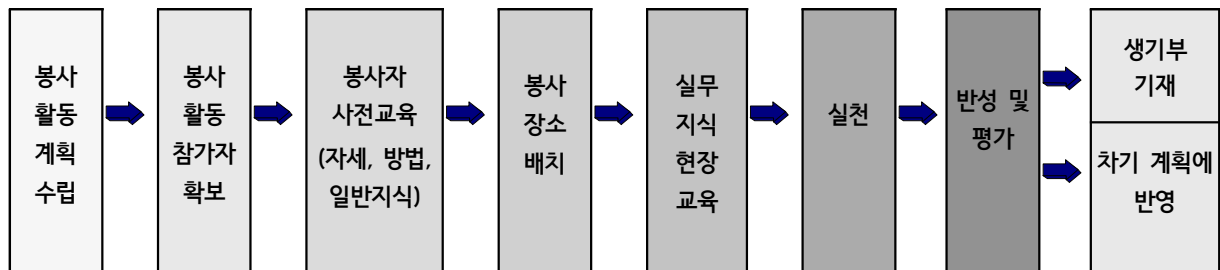 봉사
활동
계획
수립
봉사
활동
참가자
확보
봉사자
사전교육
(자세, 방법,
일반지식)
봉사
장소
배치
실무
지식
현장
교육
실천
반성 및
평가
생기부
기재
차기 계획에
반영